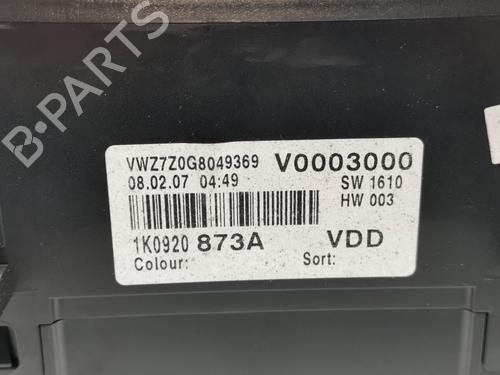 VWZ7Z0G8049369 V0003000
08.02.07 04:49 SW 1610
HW 003
1K0920 873A VDD
Colour: Sort:
B-PARTS